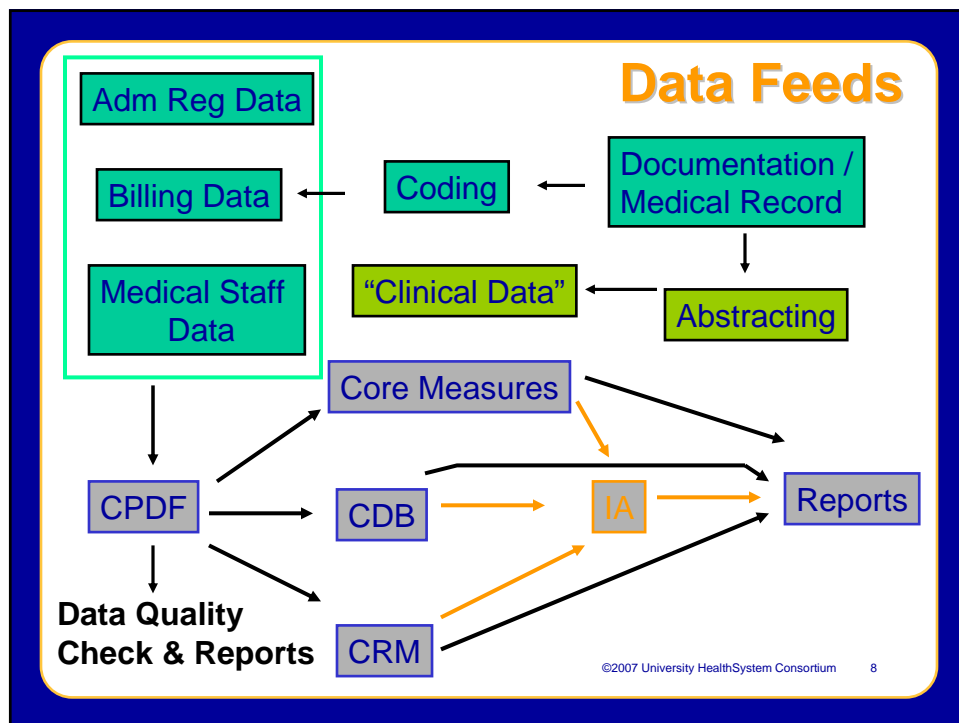 Data Feeds
Adm Reg Data
Billing Data
Coding
Documentation /
Medical Record
Medical Staff
Data
“Clinical Data”
Abstracting
Core Measures
CPDF
CDB
IA
Reports
Data Quality
Check & Reports
CRM
©2007 University HealthSystem Consortium 8